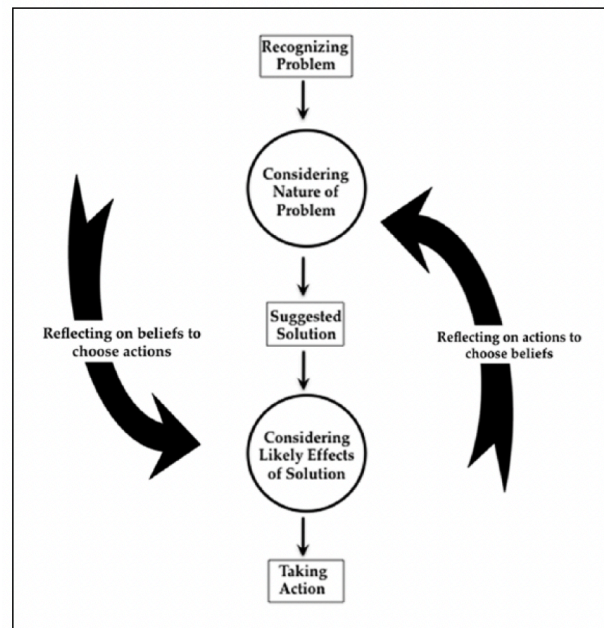 Recognizing
Problem
Considering
Nature of
Problem
Suggested
Solution
Reflecting on beliefs to
choose actions
Reflecting on actions to
choose beliefs
Considering
Likely Effects
of Solution
Taking
Action